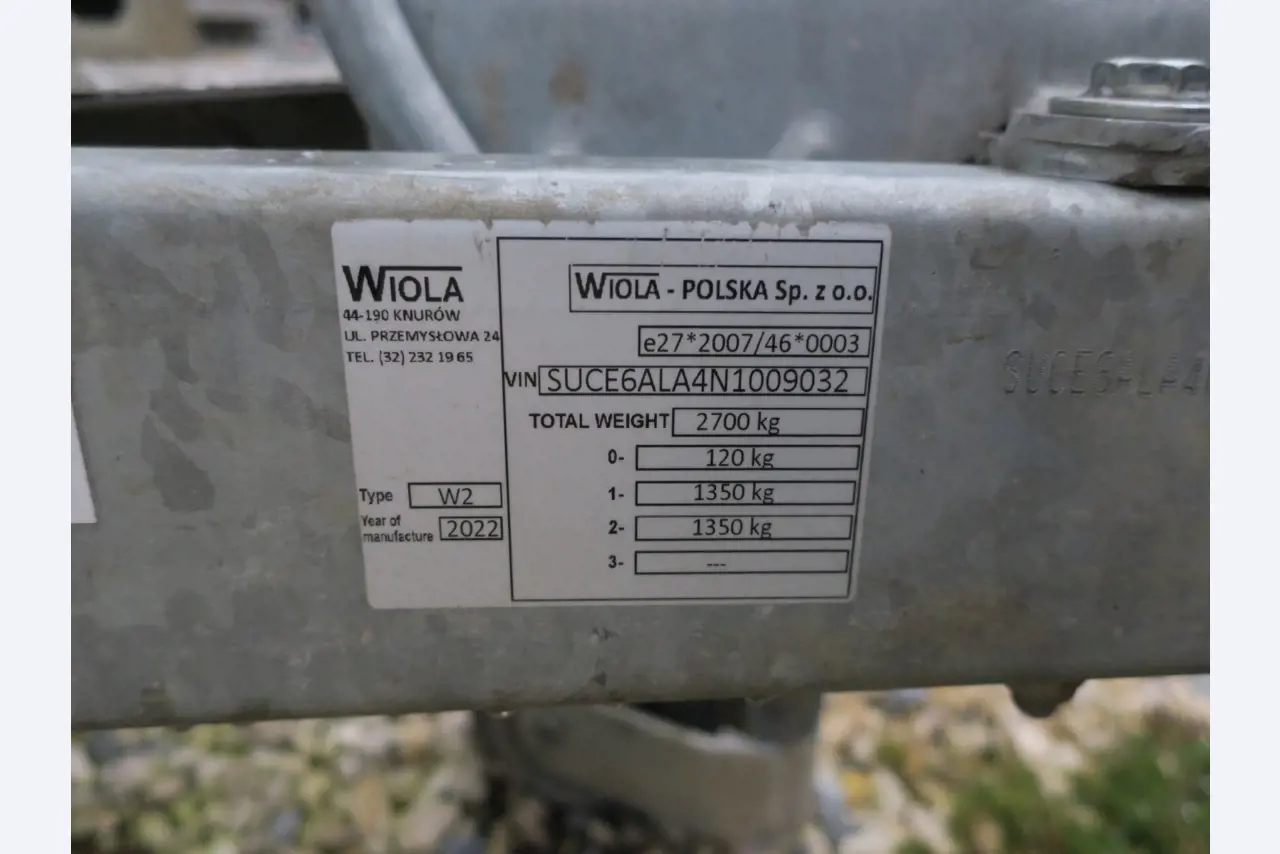 WIOLA
44-190 KNURÓW
UL. PRZEMYSŁOWA 24
TEL. (32) 232 19 65
Type W2
Year of manufacture 2022
WIOLA - POLSKA Sp. z o.o.
e27*2007/46*0003
VIN SUCE6ALA4N1009032
TOTAL WEIGHT 2700 kg
0- 120 kg
1- 1350 kg
2- 1350 kg
3- ---
SUCE6ALA4